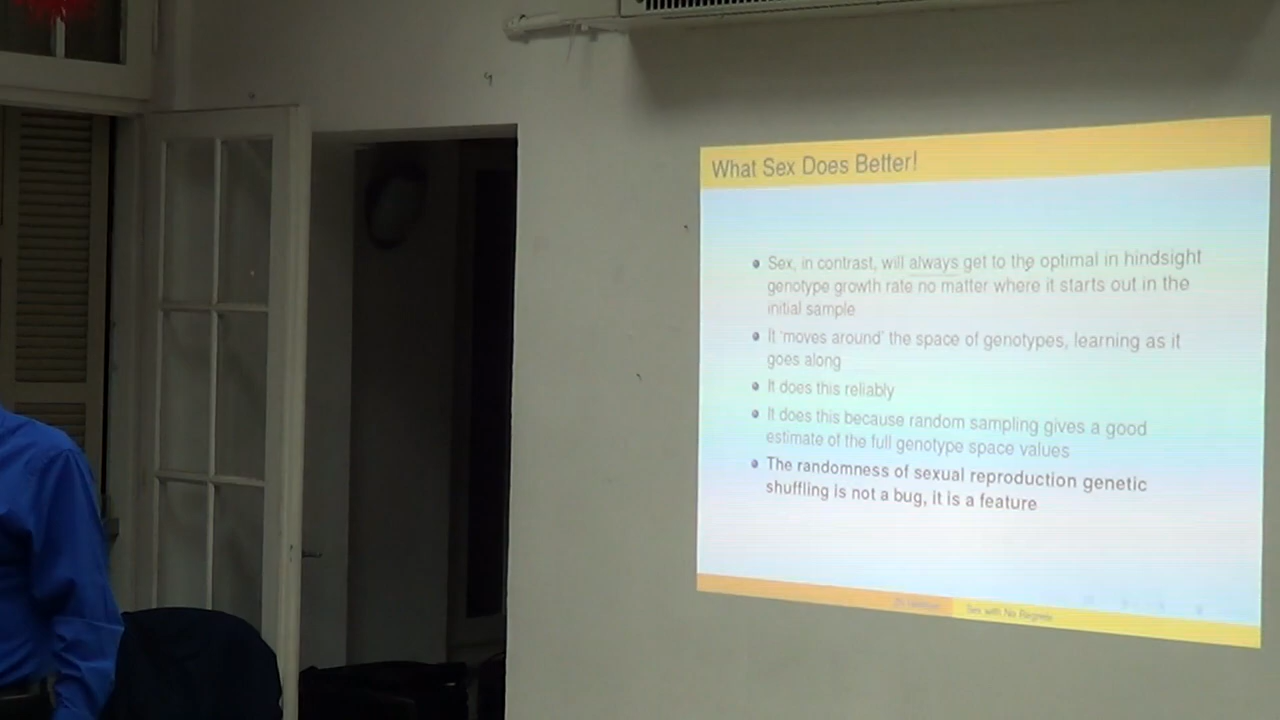 What Sex Does Better!
Sex, in contrast, will always get to the optimal in hindsight
genotype growth rate no matter where it starts out in the
initial sample
It 'moves around' the space of genotypes, learning as it
goes along
It does this reliably
It does this because random sampling gives a good
estimate of the full genotype space values
The randomness of sexual reproduction genetic
shuffling is not a bug, it is a feature
Sex with No Regrets